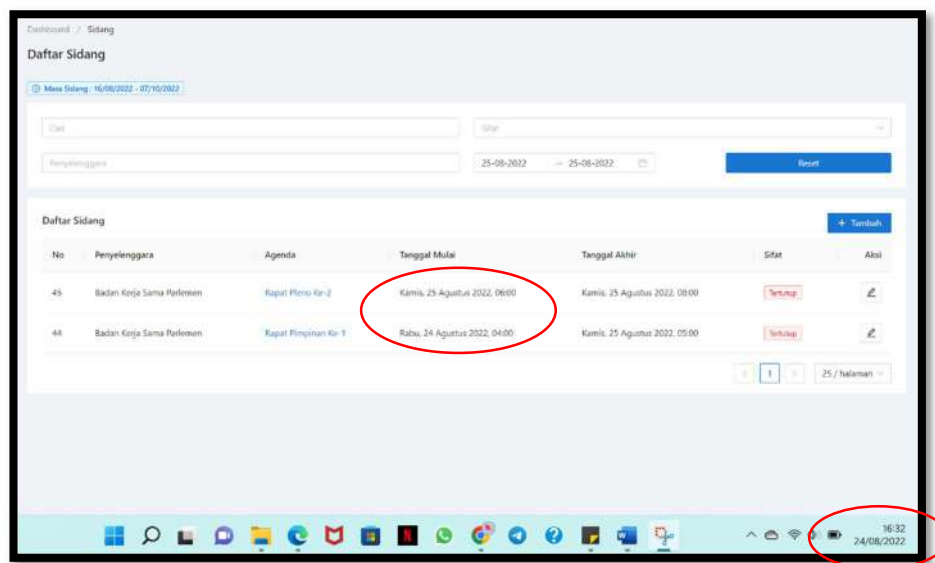 Dashboard / Sidang
Daftar Sidang
Masa Sidang : 16/08/2022 - 07/10/2022
Cari
Sifat
Penyelenggara
25-08-2022 → 25-08-2022
Reset
Daftar Sidang
+ Tambah
No Penyelenggara Agenda Tanggal Mulai Tanggal Akhir Sifat Aksi
45 Badan Kerja Sama Parlemen Rapat Pleno Ke-2 Kamis, 25 Agustus 2022, 06:00 Kamis, 25 Agustus 2022, 08:00 Tertutup
44 Badan Kerja Sama Parlemen Rapat Pimpinan Ke-1 Rabu, 24 Agustus 2022, 04:00 Kamis, 25 Agustus 2022, 05:00 Tertutup
1 25 / halaman
16:32
24/08/2022